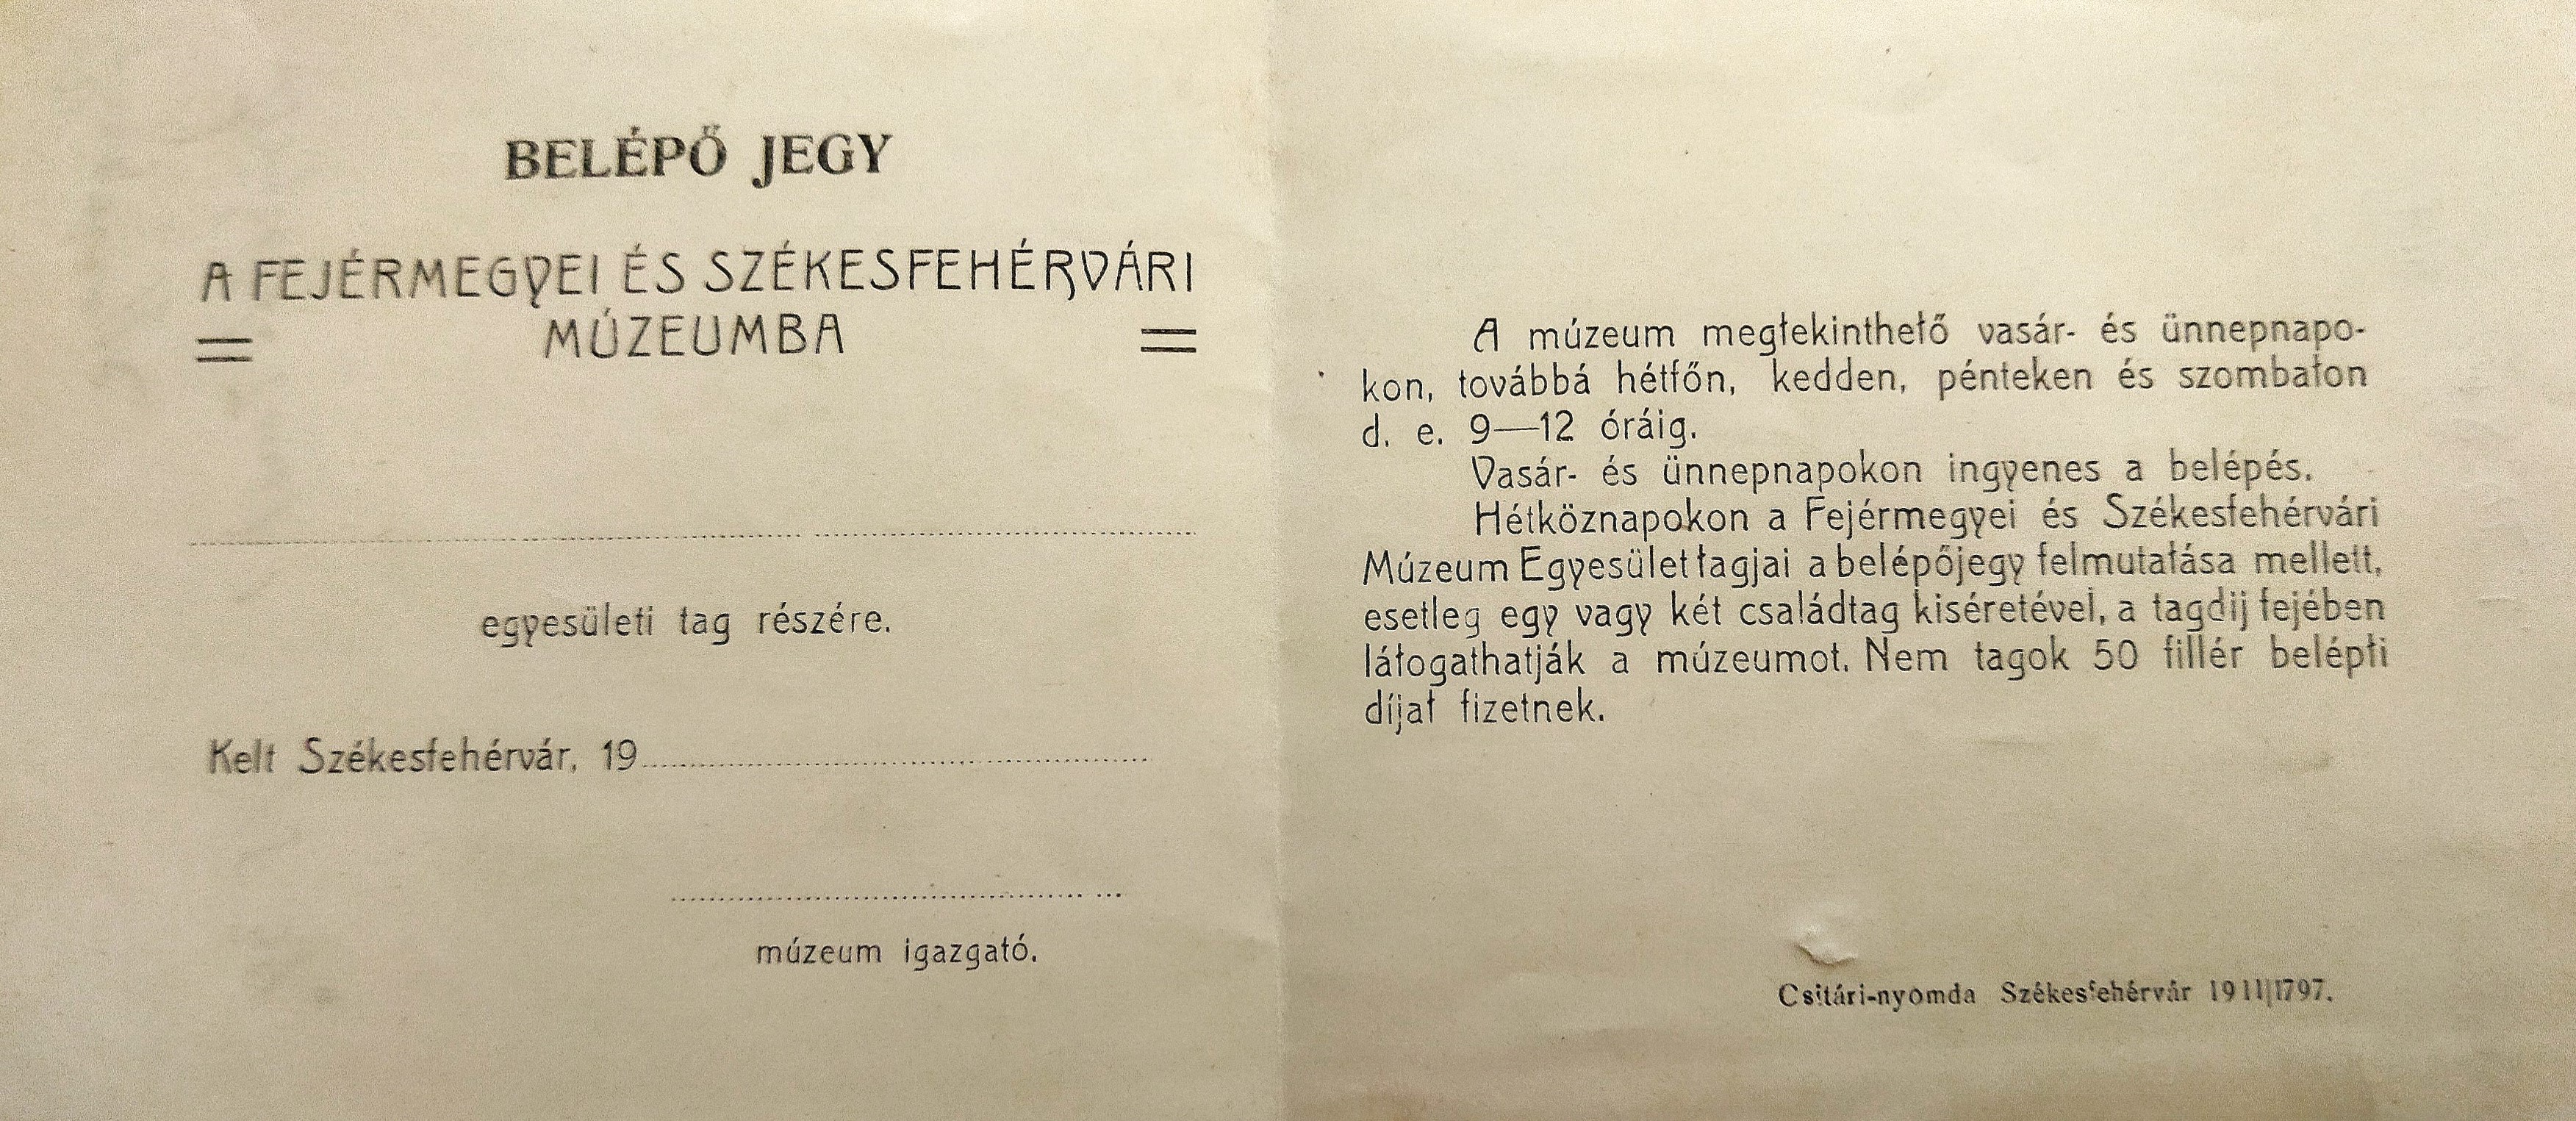 BELÉPŐ JEGY
A FEJÉRMEGYEI ÉS SZÉKESFEHÉRVÁRI
= MÚZEUMBA =
egyesületi tag részére.
Kelt Székesfehérvár, 19
múzeum igazgató.
A múzeum megtekinthető vasár- és ünnepnapo-
kon, továbbá hétfőn, kedden, pénteken és szombaton
d. e. 9—12 óráig.
Vasár- és ünnepnapokon ingyenes a belépés.
Hétköznapokon a Fejérmegyei és Székesfehérvári
Múzeum Egyesület tagjai a belépőjegy felmutatása mellett,
esetleg egy vagy két családtag kiséretével, a tagdij fejében
látogathatják a múzeumot. Nem tagok 50 fillér belépti
díjat fizetnek.
Csitári-nyomda Székesfehérvár 1911|1797.